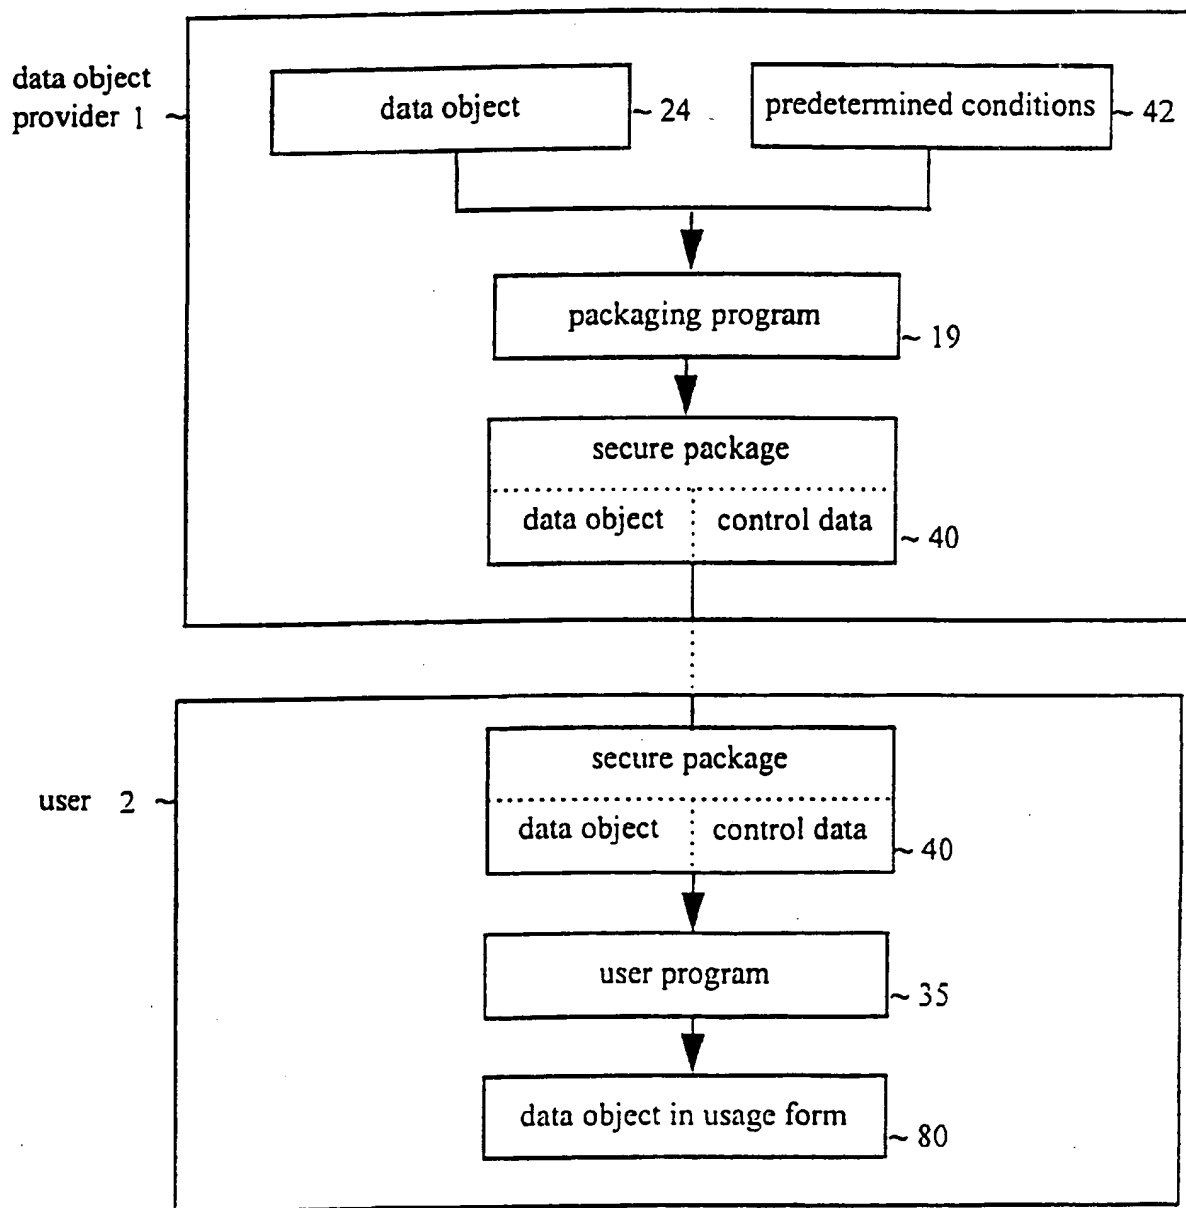 data object
provider 1 ~
data object
~ 24
predetermined conditions
~ 42
packaging program
~ 19
secure package
data object
control data
~ 40
user 2 ~
secure package
data object
control data
~ 40
user program
~ 35
data object in usage form
~ 80